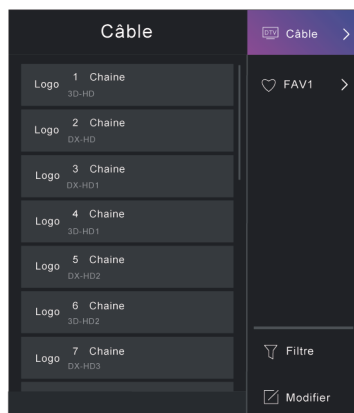 Câble
Logo 1 Chaine
3D-HD
Logo 2 Chaine
DX-HD
Logo 3 Chaine
DX-HD1
Logo 4 Chaine
3D-HD1
Logo 5 Chaine
DX-HD2
Logo 6 Chaine
3D-HD2
Logo 7 Chaine
DX-HD3
DTV Câble
FAV1
Filtre
Modifier